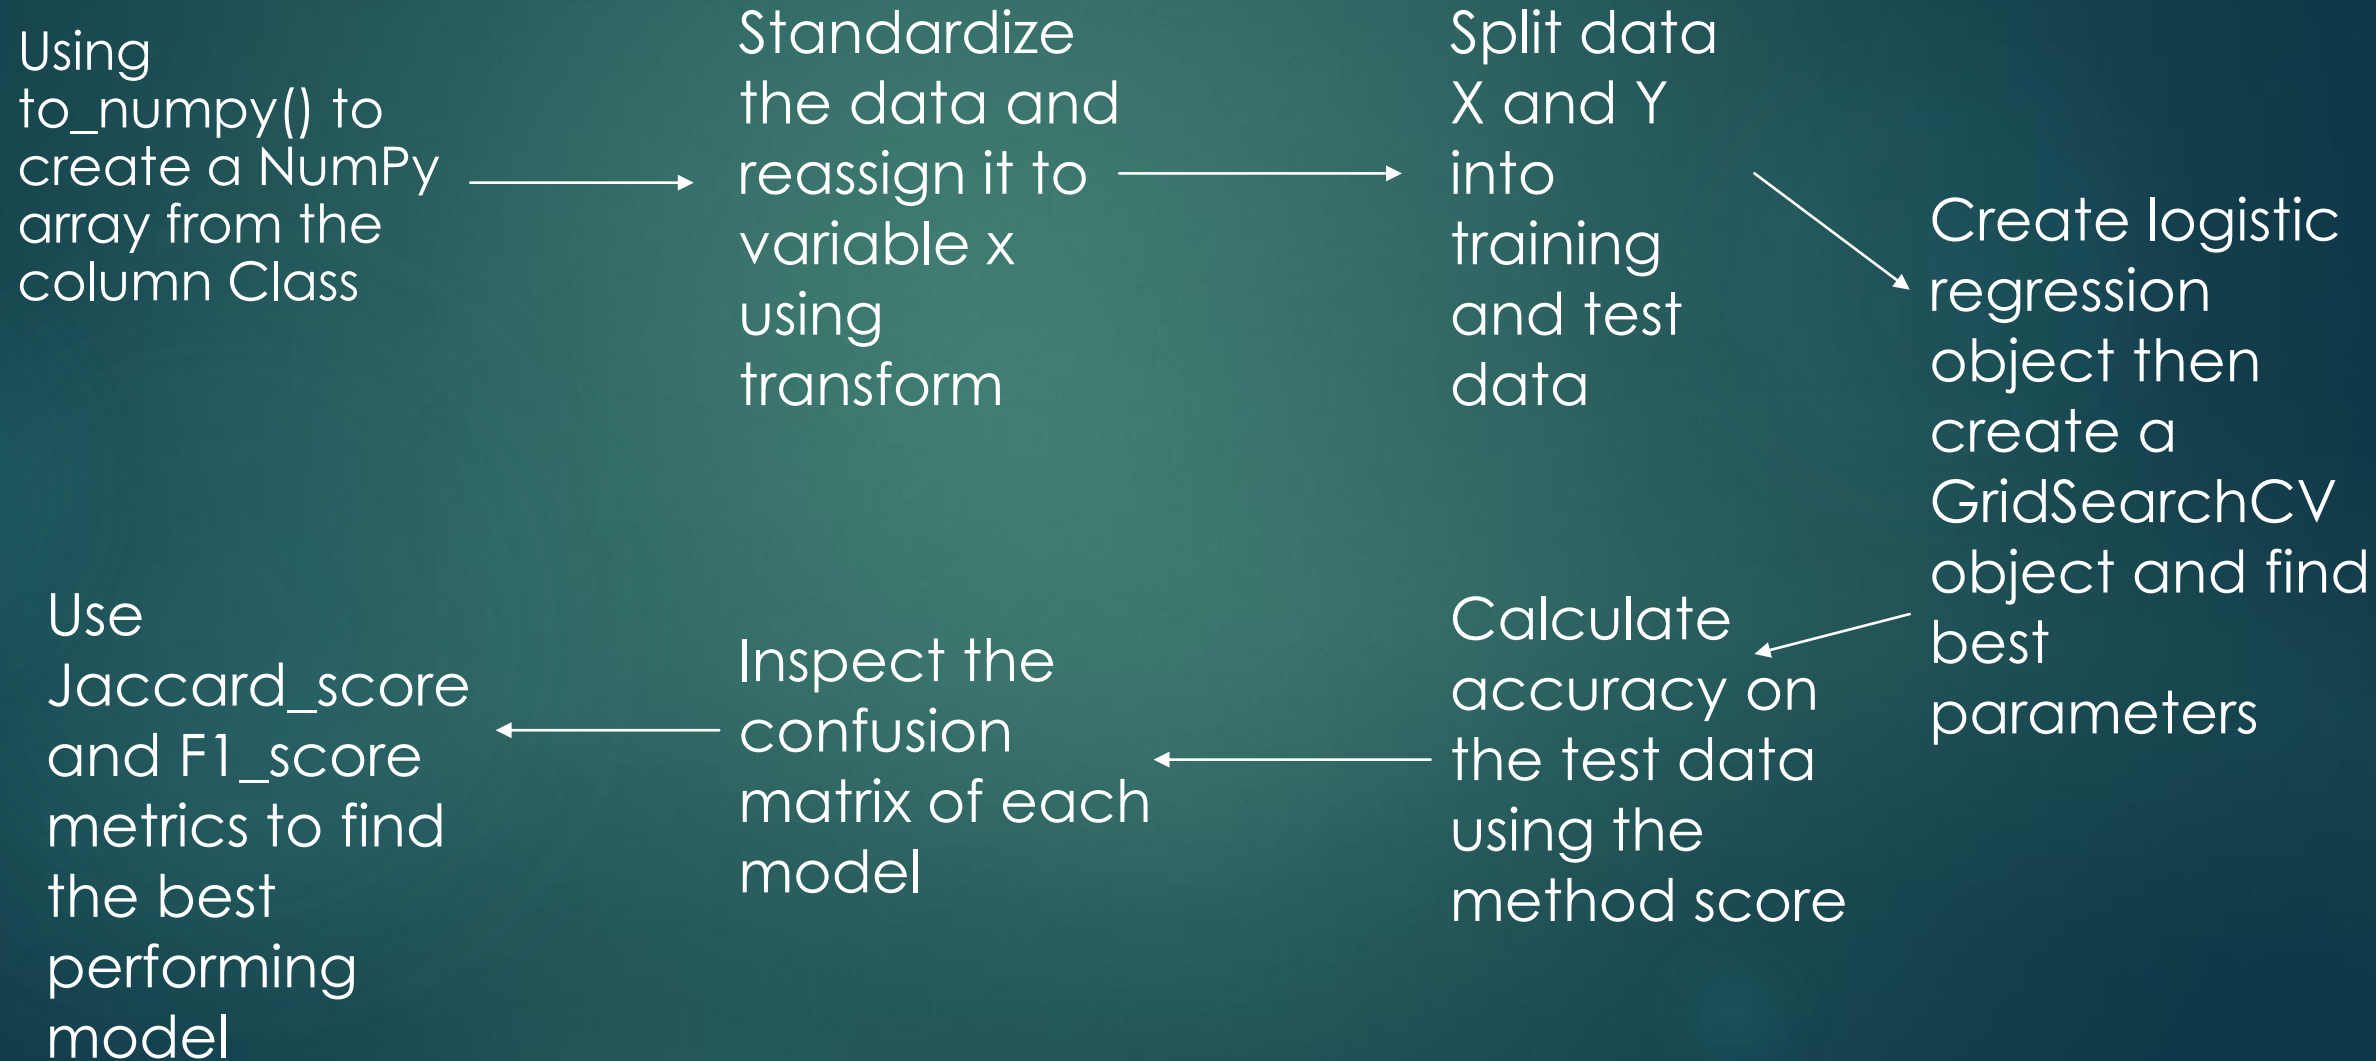 Using
to_numpy() to
create a NumPy
array from the
column Class
Standardize
the data and
reassign it to
variable x
using
transform
Split data
X and Y
into
training
and test
data
Create logistic
regression
object then
create a
GridSearchCV
object and find
best
parameters
Calculate
accuracy on
the test data
using the
method score
Inspect the
confusion
matrix of each
model
Use
Jaccard_score
and F1_score
metrics to find
the best
performing
model